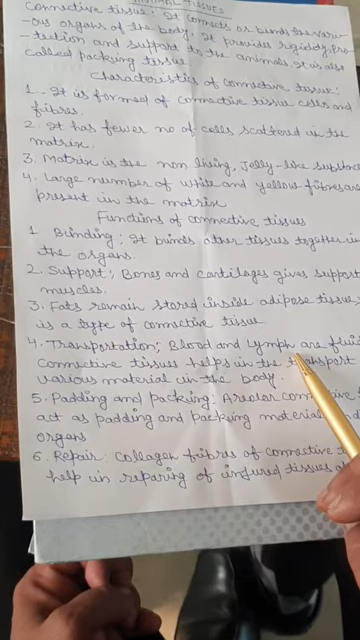 TISSUES
Connective tissue: It connects or binds the vari
-ous organs of the body. It provides rigidity, pro
-tection and support to the animals. It is also
called packing tissue
Characteristics of connective tissue:
1. It is formed of connective tissue cells and
fibres.
2. It has fewer no of cells scattered in the
matrix.
3. Matrix is the non living, Jelly-like substance
4. Large number of white and yellow fibres are
present in the matrix
Functions of connective tissues
1 Binding: It binds other tissues together in
the organs.
2. Support: Bones and cartilages gives support
muscles.
3. Fats remain stored inside adipose tissue,
is a type of connective tissue
4. Transportation; Blood and Lymph are fluid
connective tissues helps in the transport
various material in the body.
5. Padding and packing: Areolar connective
act as padding and packing material
organs
6. Repair: Collagen fibres of connective
help in reparing of injured tissues